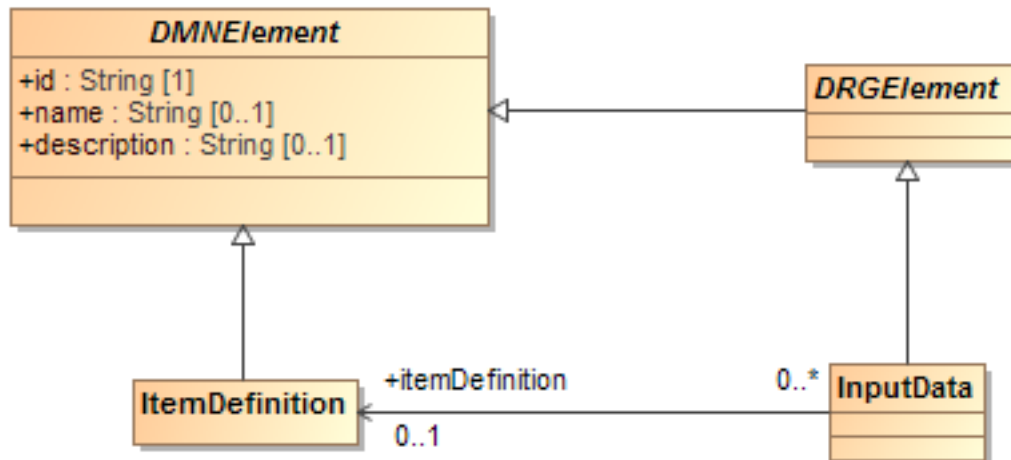 DMNElement
+id : String [1]
+name : String [0..1]
+description : String [0..1]
DRGElement
ItemDefinition
+itemDefinition
0..1
0..*
InputData